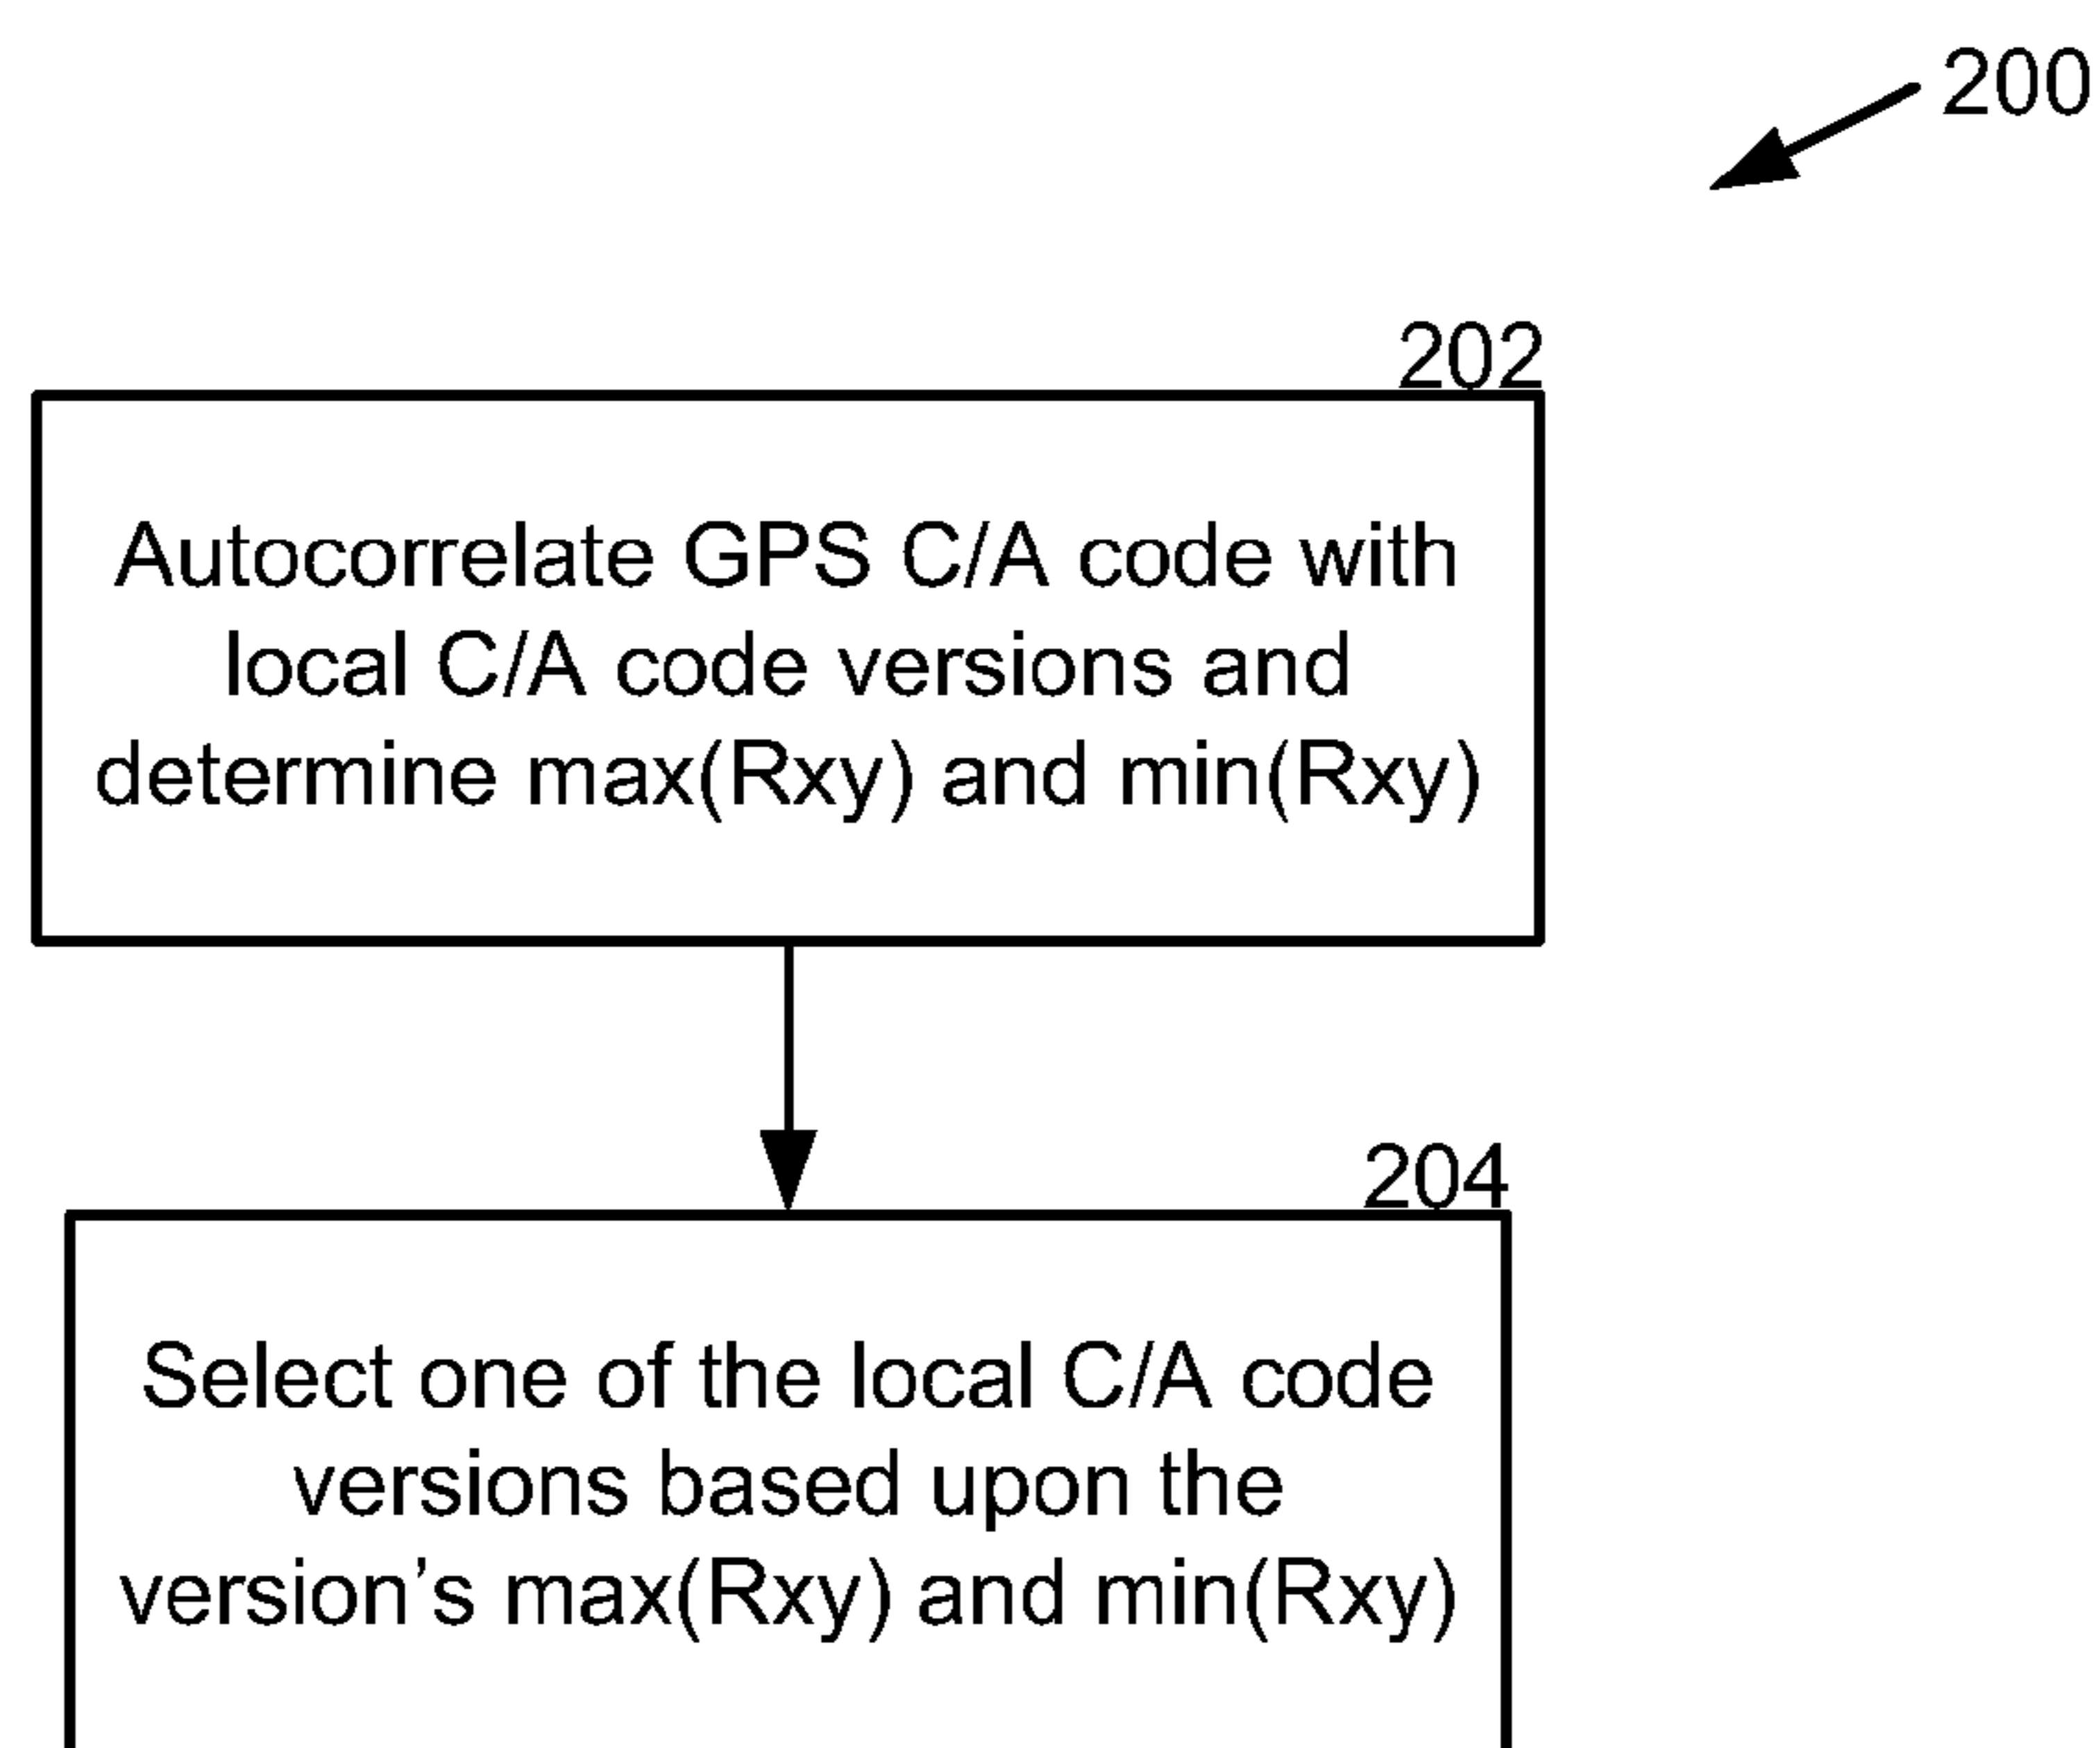 200
202
Autocorrelate GPS C/A code with
local C/A code versions and
determine max(Rxy) and min(Rxy)
204
Select one of the local C/A code
versions based upon the
version's max(Rxy) and min(Rxy)